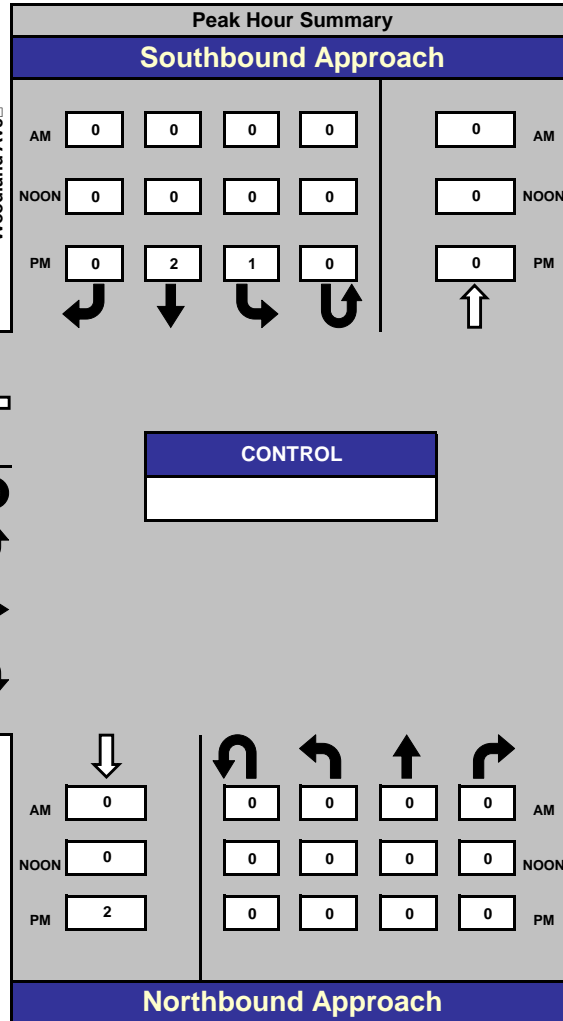 Peak Hour Summary
Southbound Approach
AM 0 0 0 0 0 AM
NOON 0 0 0 0 0 NOON
PM 0 2 1 0 0 PM
CONTROL
AM 0 0 0 0 0 AM
NOON 0 0 0 0 0 NOON
PM 2 0 0 0 0 PM
Northbound Approach